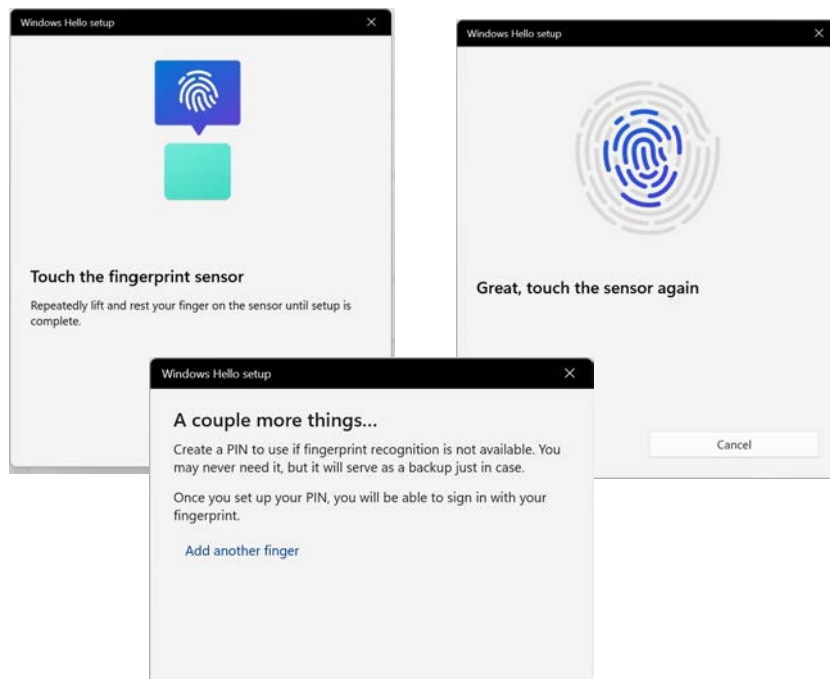 Windows Hello setup
Touch the fingerprint sensor
Repeatedly lift and rest your finger on the sensor until setup is
complete.
Windows Hello setup
Great, touch the sensor again
Cancel
Windows Hello setup
A couple more things...
Create a PIN to use if fingerprint recognition is not available. You
may never need it, but it will serve as a backup just in case.
Once you set up your PIN, you will be able to sign in with your
fingerprint.
Add another finger